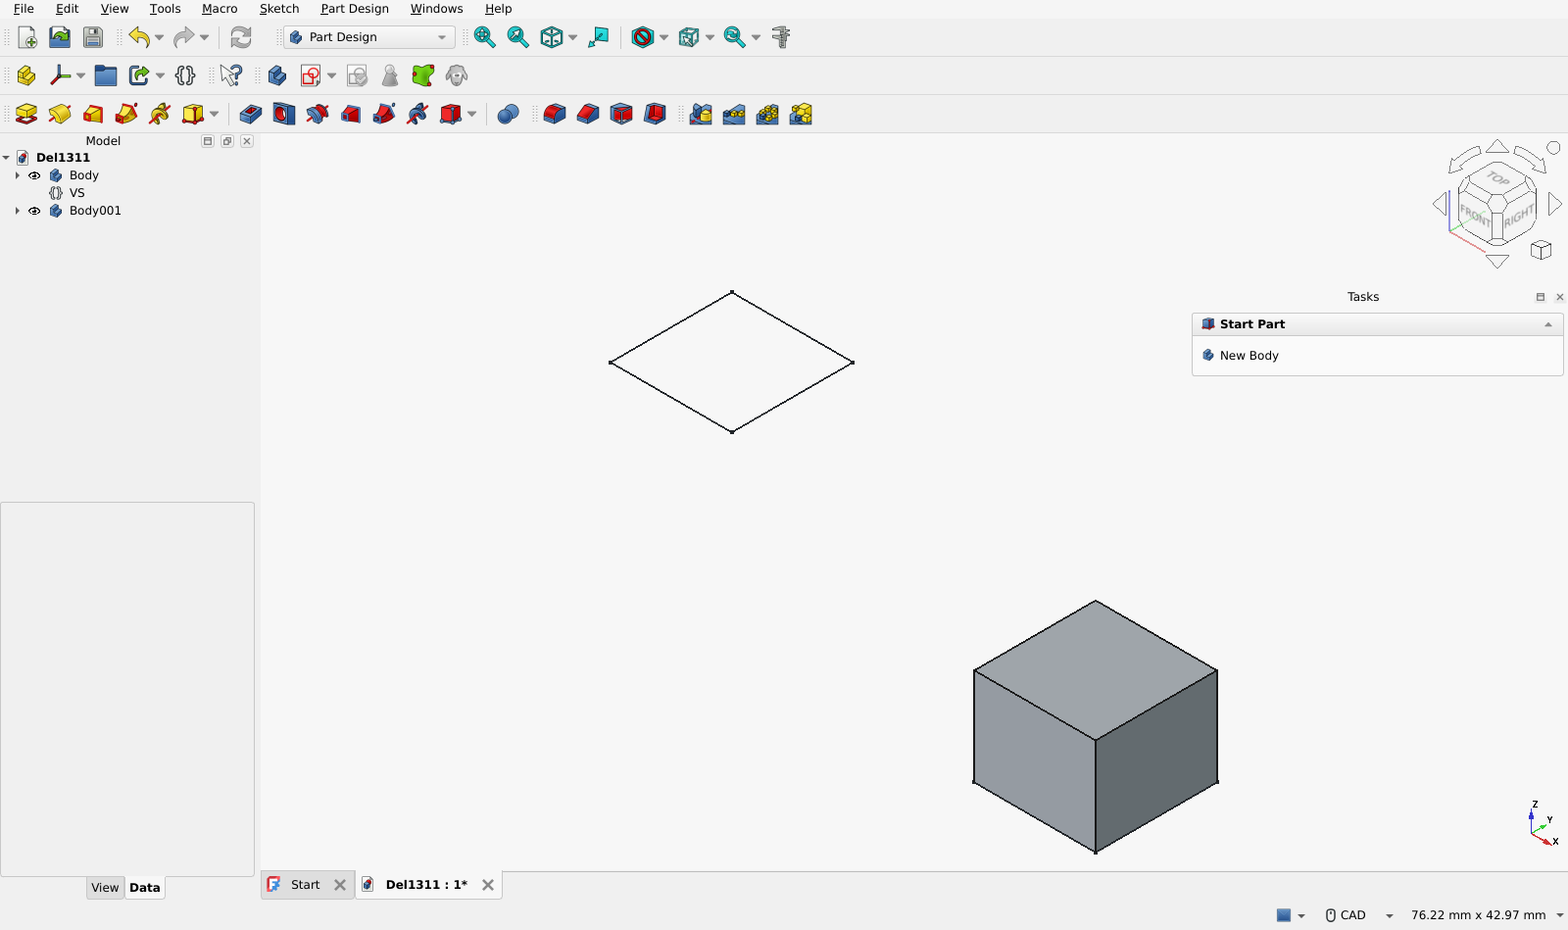 File Edit View Tools Macro Sketch Part Design Windows Help
Part Design
Model
Del1311
Body
VS
Body001
TOP
FRONT
RIGHT
Tasks
Start Part
New Body
Z
Y
X
View Data
Start
Del1311 : 1*
CAD
76.22 mm x 42.97 mm